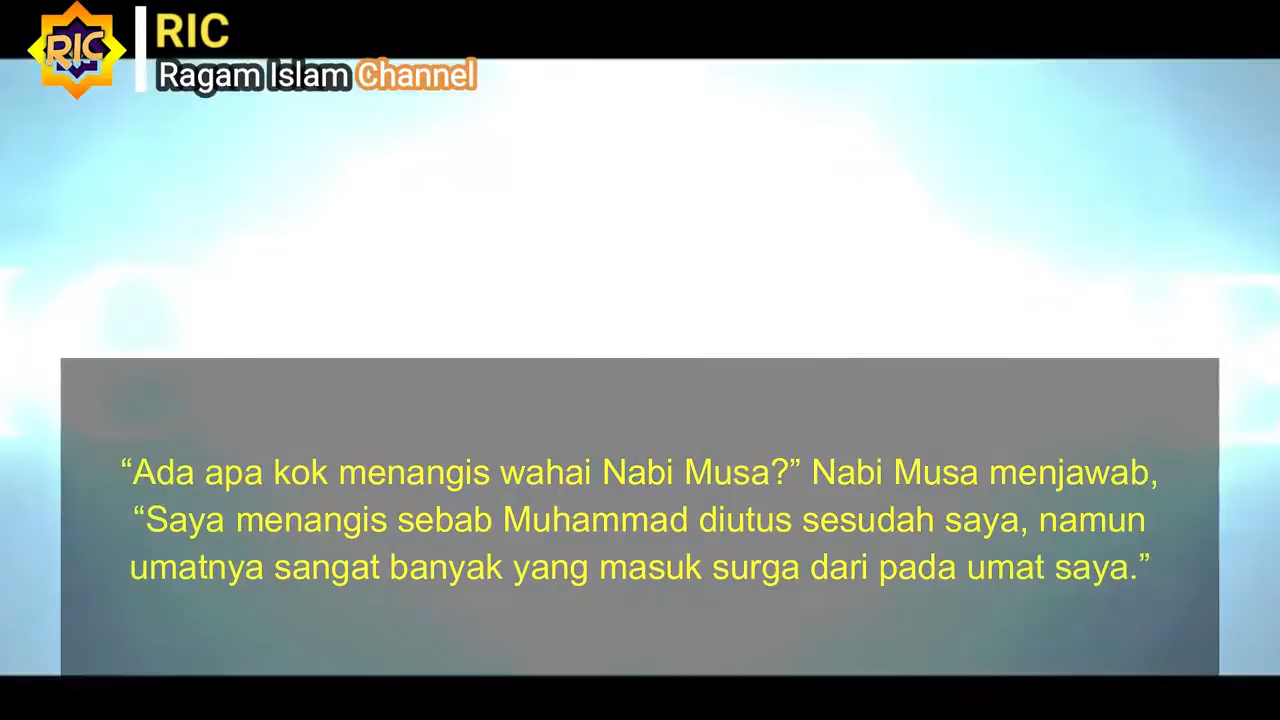 RIC
RIC
Ragam Islam Channel
“Ada apa kok menangis wahai Nabi Musa?” Nabi Musa menjawab,
“Saya menangis sebab Muhammad diutus sesudah saya, namun
umatnya sangat banyak yang masuk surga dari pada umat saya.”